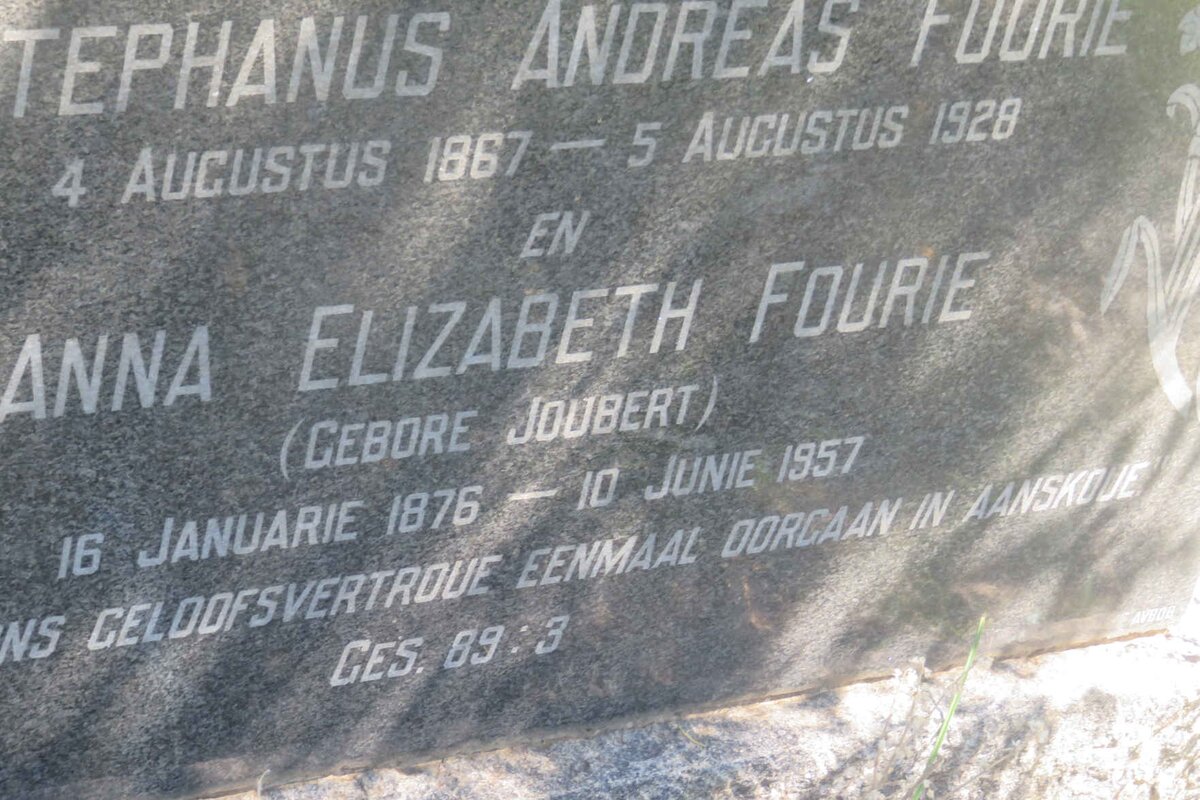 TEPHANUS ANDREAS FOURIE
4 AUGUSTUS 1867 — 5 AUGUSTUS 1928
EN
ANNA ELIZABETH FOURIE
(GEBORE JOUBERT)
16 JANUARIE 1876 — 10 JUNIE 1957
ONS GELOOFSVERTROUE EENMAAL OORGAAN IN AANSKOUE
GES. 89:3